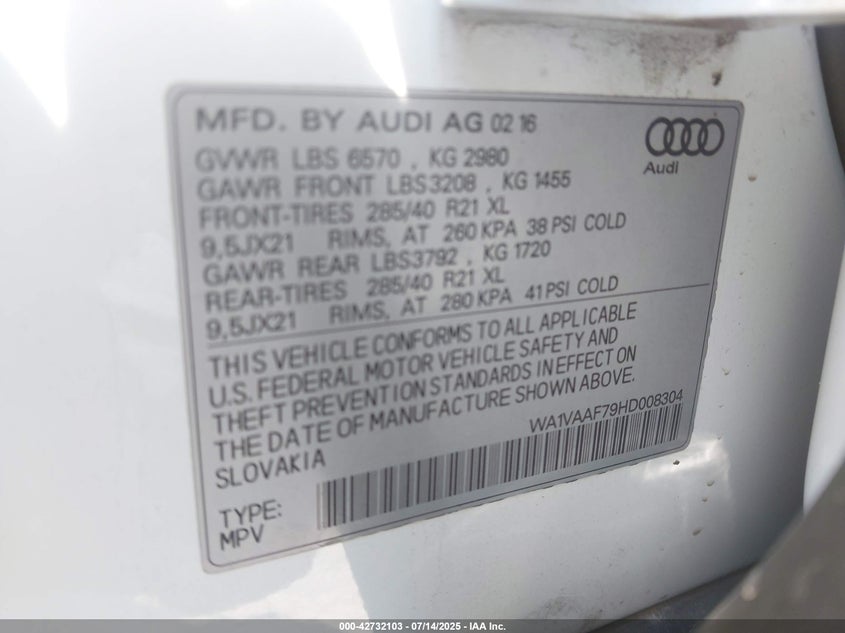 MFD. BY AUDI AG 02 16
Audi
GVWR LBS 6570 , KG 2980
GAWR FRONT LBS3208 , KG 1455
FRONT-TIRES 285/40 R21 XL
9,5JX21 RIMS, AT 260 KPA 38 PSI COLD
GAWR REAR LBS3792 , KG 1720
REAR-TIRES 285/40 R21 XL
9,5JX21 RIMS, AT 280 KPA 41 PSI COLD
THIS VEHICLE CONFORMS TO ALL APPLICABLE
U.S. FEDERAL MOTOR VEHICLE SAFETY AND
THEFT PREVENTION STANDARDS IN EFFECT ON
THE DATE OF MANUFACTURE SHOWN ABOVE.
SLOVAKIA
WA1VAAF79HD008304
TYPE:
MPV
000-42732103 - 07/14/2025 - IAA Inc.